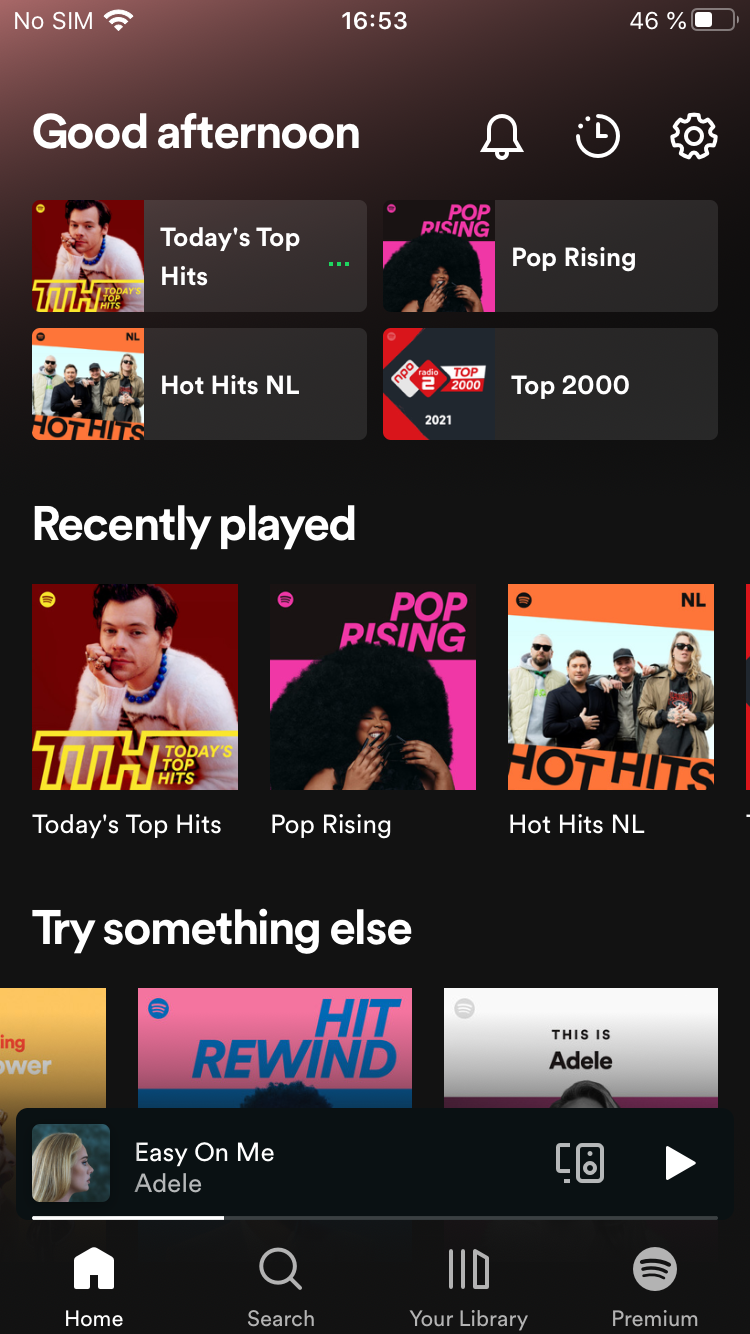 No SIM 16:53 46 %
Good afternoon
TTH TODAY'S
TOP
HITS
Today's Top
Hits
POP
RISING
Pop Rising
NL
HOT HITS
Hot Hits NL
npo radio 2 TOP
2000
2021
Top 2000
Recently played
TTH TODAY'S
TOP
HITS
POP
RISING
NL
HOT HITS
Today's Top Hits
Pop Rising
Hot Hits NL
Try something else
ing
ower
HIT
REWIND
THIS IS
Adele
Easy On Me
Adele
Home
Search
Your Library
Premium